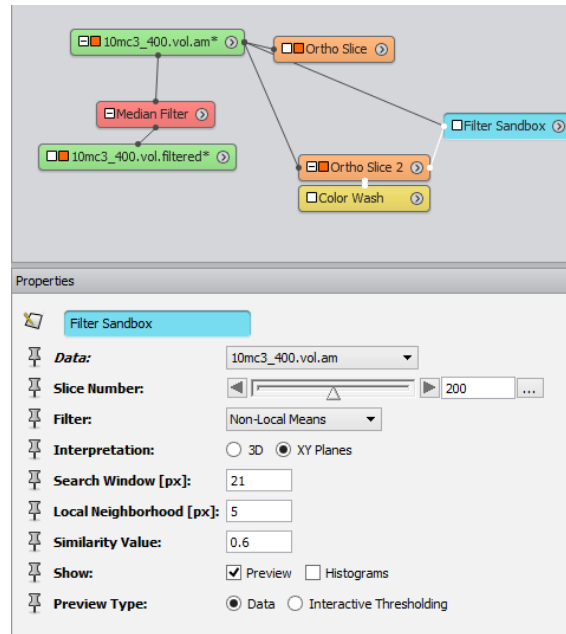 10mc3_400.vol.am*
Ortho Slice
Median Filter
Filter Sandbox
10mc3_400.vol.filtered*
Ortho Slice 2
Color Wash
Properties
Filter Sandbox
Data: 10mc3_400.vol.am
Slice Number: 200 ...
Filter: Non-Local Means
Interpretation: 3D XY Planes
Search Window [px]: 21
Local Neighborhood [px]: 5
Similarity Value: 0.6
Show: Preview Histograms
Preview Type: Data Interactive Thresholding